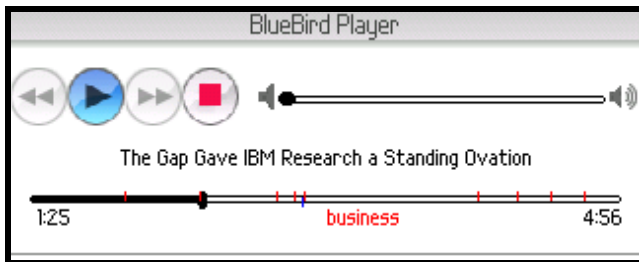 BlueBird Player
The Gap Gave IBM Research a Standing Ovation
1:25 business 4:56